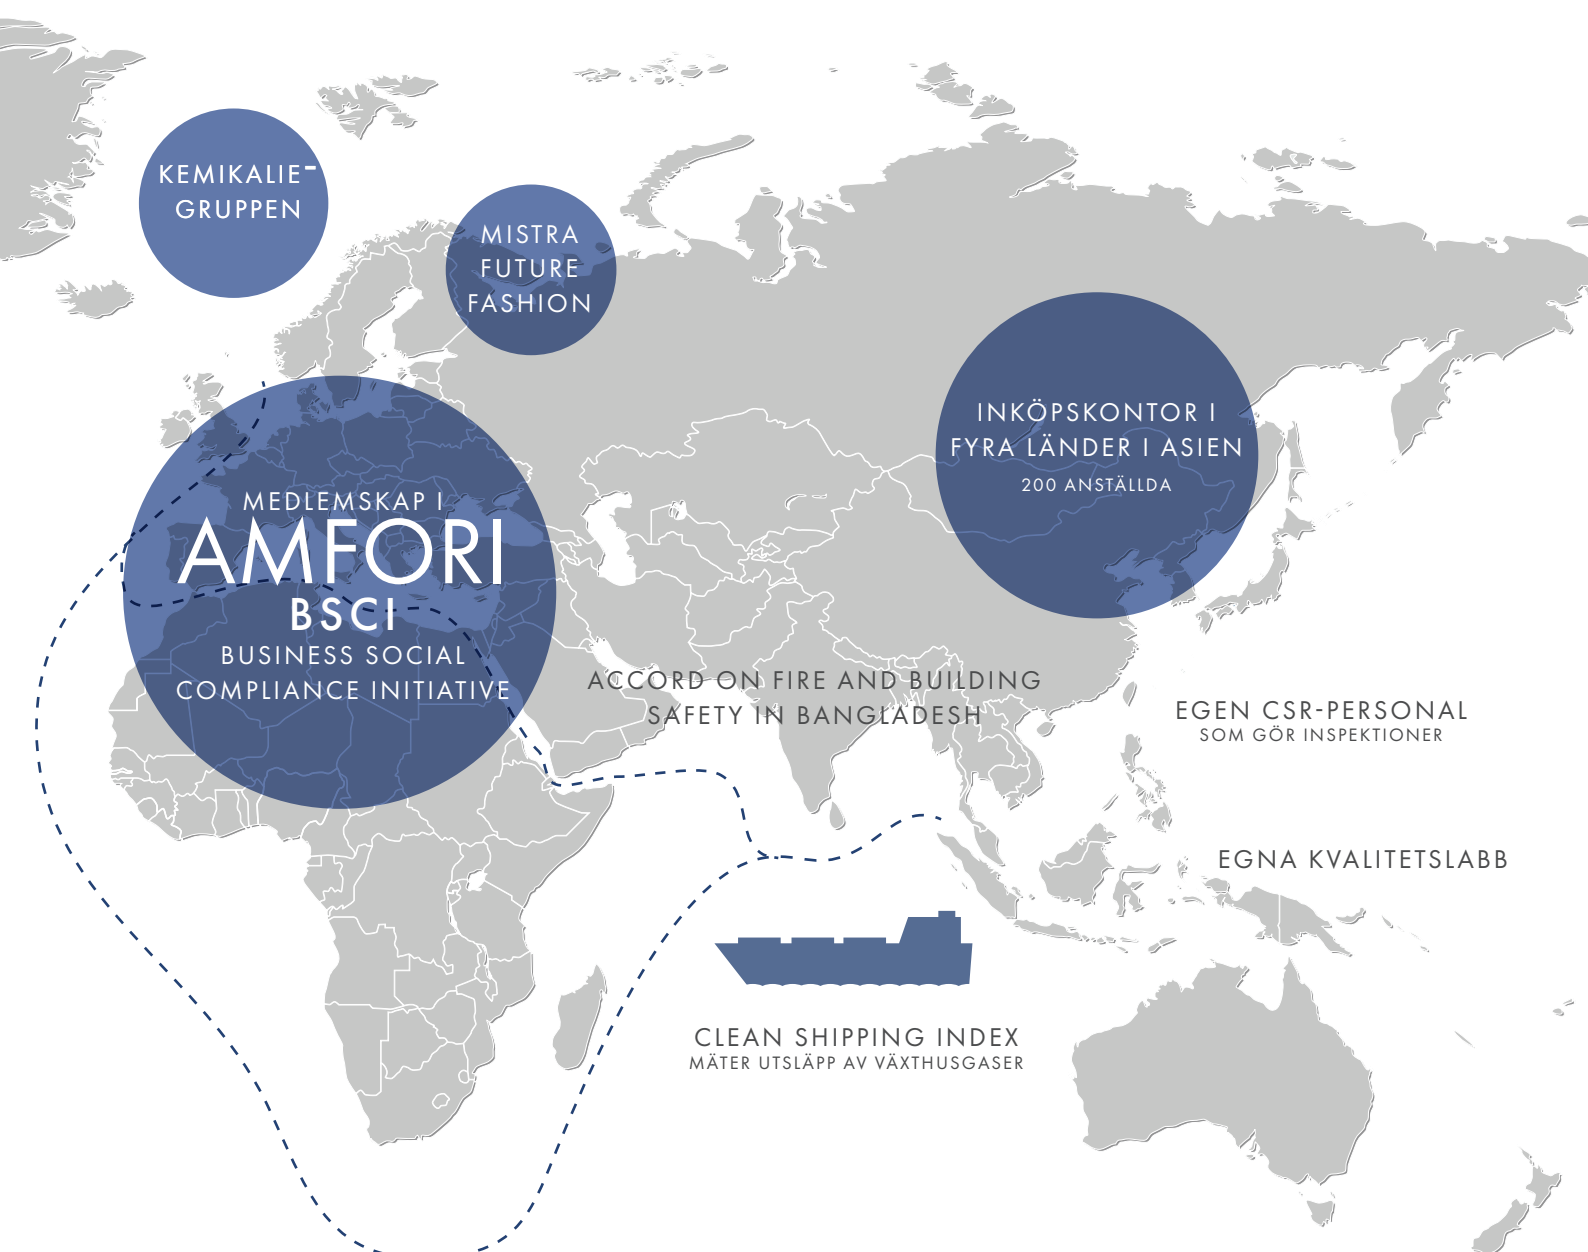 KEMIKALIE-
GRUPPEN
MISTRA
FUTURE
FASHION
INKÖPSKONTOR I
FYRA LÄNDER I ASIEN
200 ANSTÄLLDA
MEDLEMSKAP I
AMFORI
BSCI
BUSINESS SOCIAL
COMPLIANCE INITIATIVE
ACCORD ON FIRE AND BUILDING
SAFETY IN BANGLADESH
EGEN CSR-PERSONAL
SOM GÖR INSPEKTIONER
EGNA KVALITETSLABB
CLEAN SHIPPING INDEX
MÄTER UTSLÄPP AV VÄXTHUSGASER